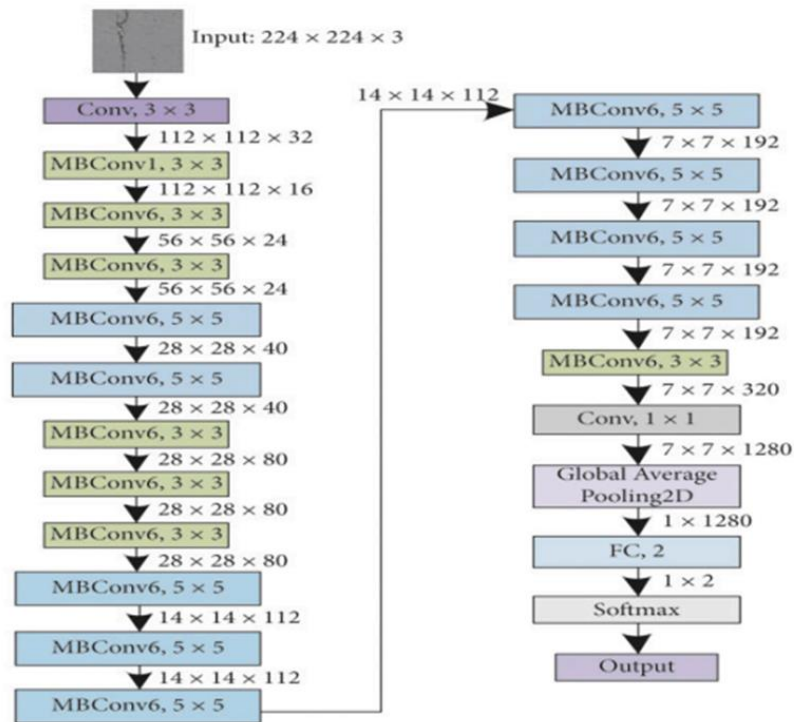 Input: 224 × 224 × 3
Conv, 3 × 3
112 × 112 × 32
MBConv1, 3 × 3
112 × 112 × 16
MBConv6, 3 × 3
56 × 56 × 24
MBConv6, 3 × 3
56 × 56 × 24
MBConv6, 5 × 5
28 × 28 × 40
MBConv6, 5 × 5
28 × 28 × 40
MBConv6, 3 × 3
28 × 28 × 80
MBConv6, 3 × 3
28 × 28 × 80
MBConv6, 3 × 3
28 × 28 × 80
MBConv6, 5 × 5
14 × 14 × 112
MBConv6, 5 × 5
14 × 14 × 112
MBConv6, 5 × 5
14 × 14 × 112
MBConv6, 5 × 5
7 × 7 × 192
MBConv6, 5 × 5
7 × 7 × 192
MBConv6, 5 × 5
7 × 7 × 192
MBConv6, 5 × 5
7 × 7 × 192
MBConv6, 3 × 3
7 × 7 × 320
Conv, 1 × 1
7 × 7 × 1280
Global Average
Pooling2D
1 × 1280
FC, 2
1 × 2
Softmax
Output